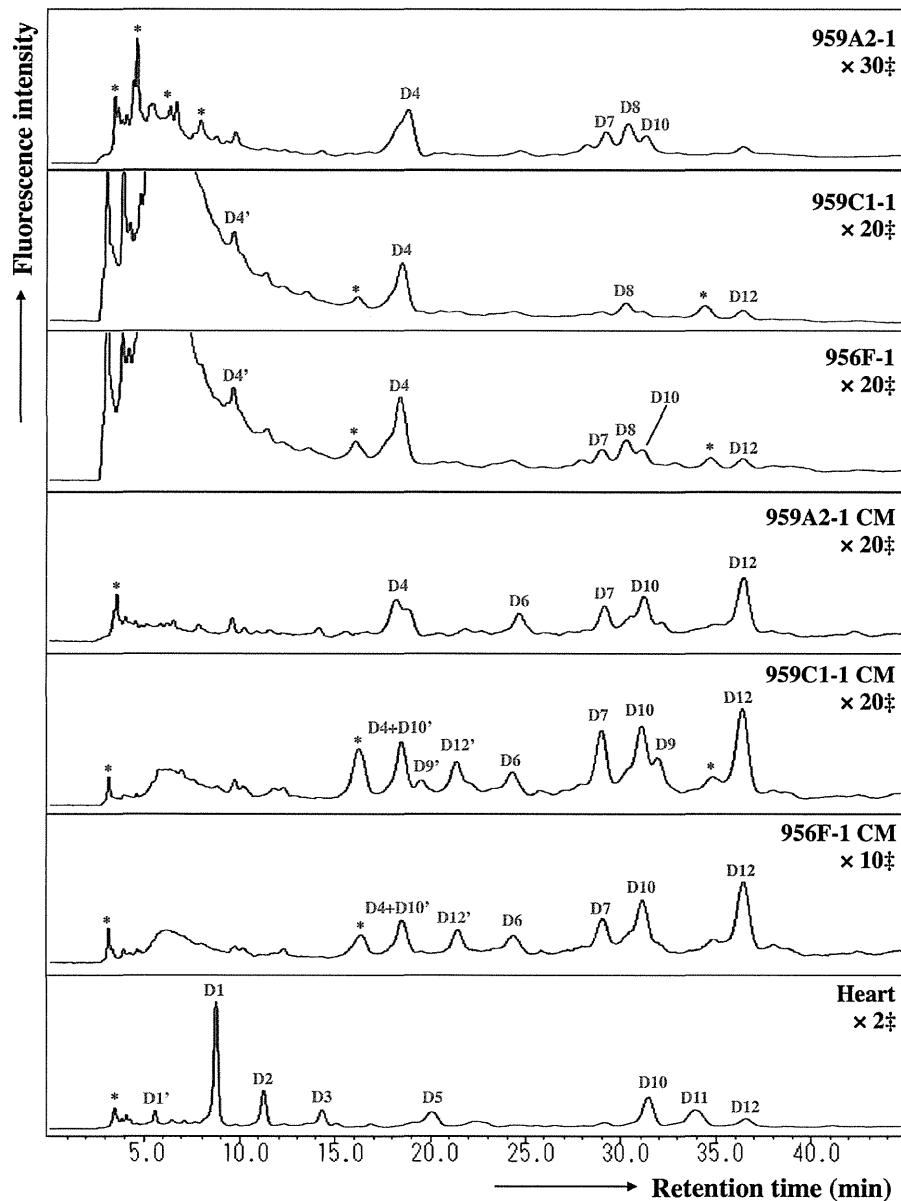 Fluorescence intensity
959A2-1
× 30‡
* * * * D4 D7 D8 D10
959C1-1
× 20‡
D4’ * D4 D8 * D12
956F-1
× 20‡
D4’ * D4 D7 D8 D10 * D12
959A2-1 CM
× 20‡
* D4 D6 D7 D10 D12
959C1-1 CM
× 20‡
* * D4+D10’ D9’ D12’ D6 D7 D10 D9 * D12
956F-1 CM
× 10‡
* * D4+D10’ D12’ D6 D7 D10 D12
Heart
× 2‡
* D1’ D1 D2 D3 D5 D10 D11 D12
5.0 10.0 15.0 20.0 25.0 30.0 35.0 40.0
Retention time (min)